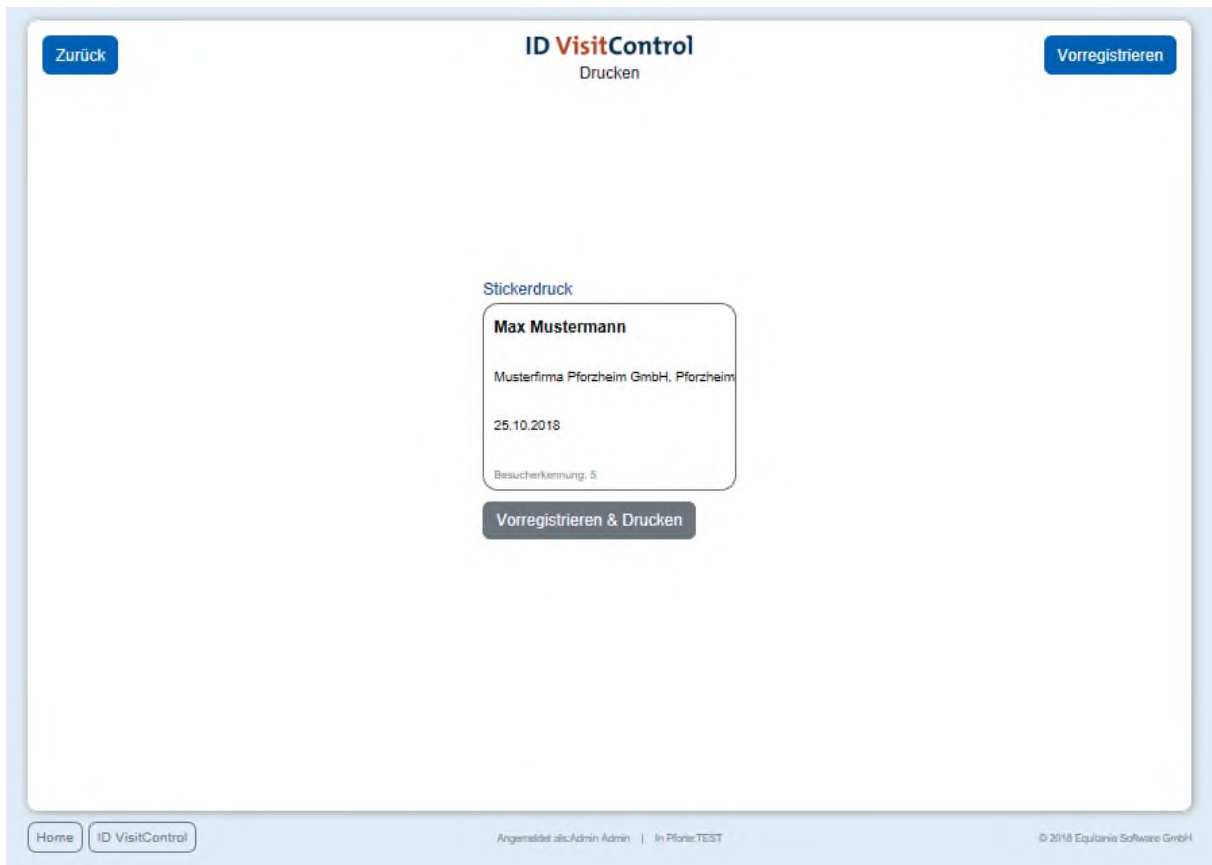 Zurück
ID VisitControl
Vorregistrieren
Drucken
Stickerdruck
Max Mustermann
Musterfirma Pforzheim GmbH, Pforzheim
25.10.2018
Besucherkennung: 5
Vorregistrieren & Drucken
Home
ID VisitControl
Angemeldet als:Admin Admin | In Pforte:TEST
© 2018 Equitania Software GmbH